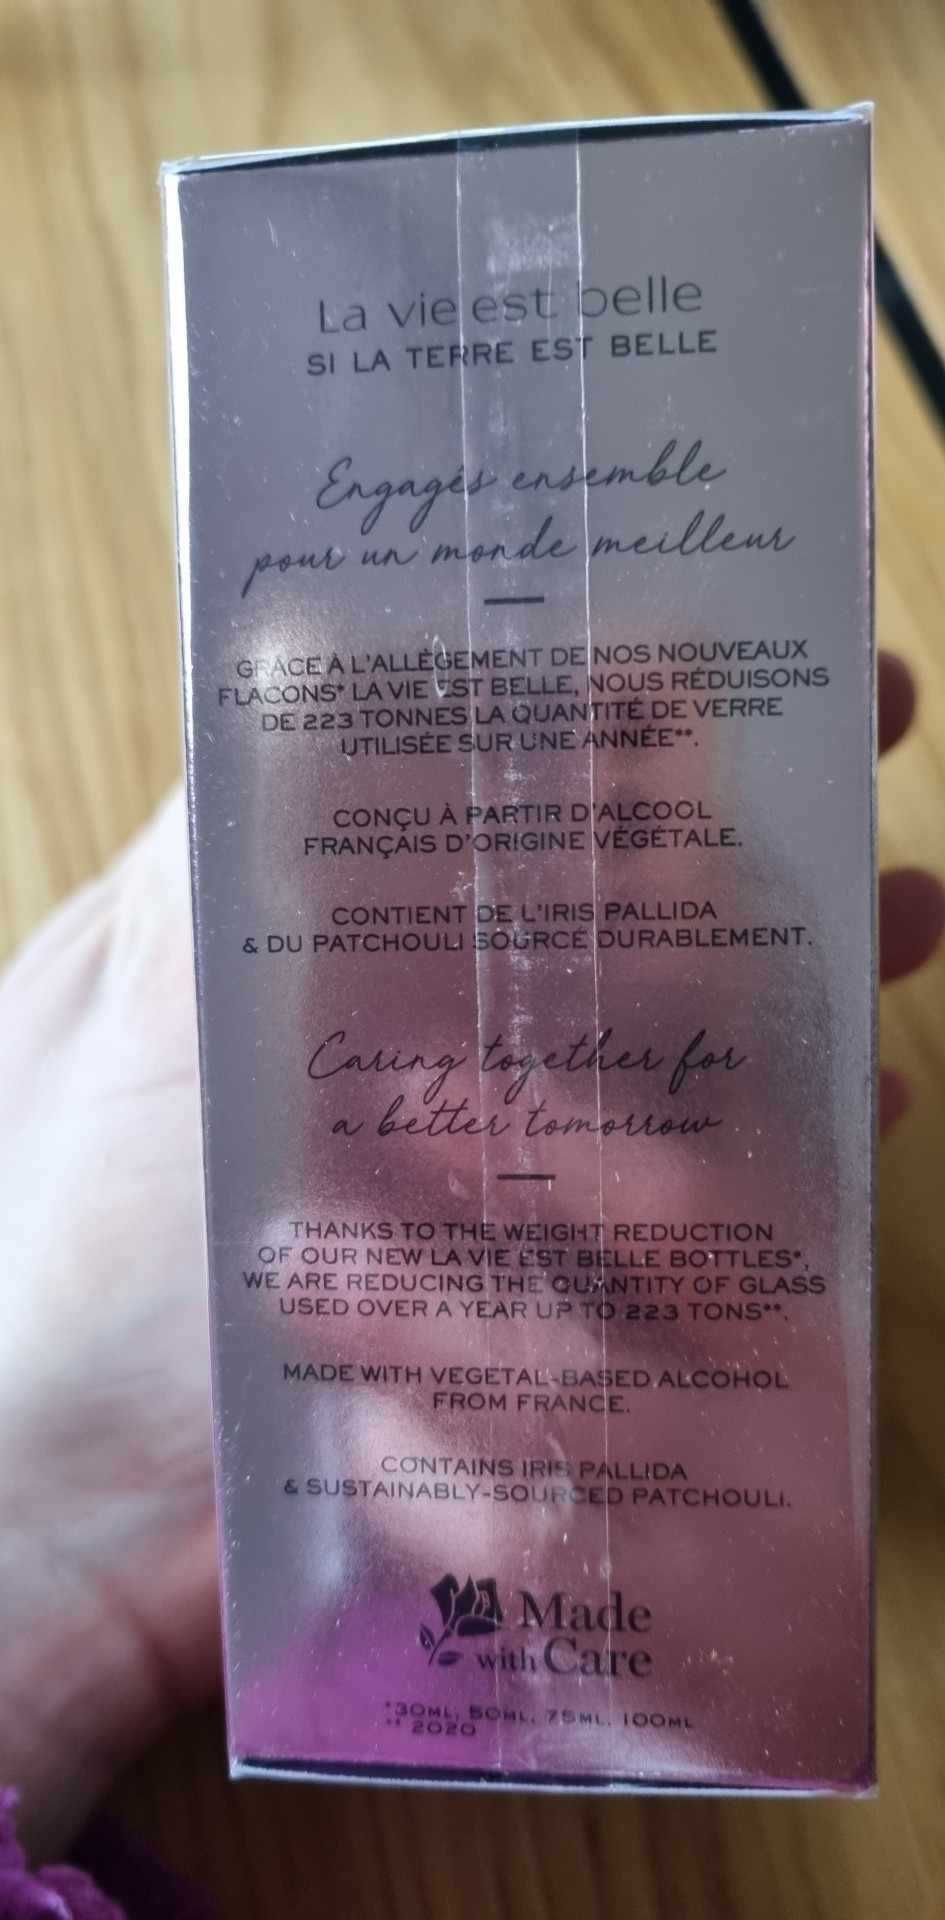 La vie est belle
SI LA TERRE EST BELLE
Engagés ensemble
pour un monde meilleur
GRÂCE À L'ALLÈGEMENT DE NOS NOUVEAUX
FLACONS* LA VIE EST BELLE, NOUS RÉDUISONS
DE 223 TONNES LA QUANTITÉ DE VERRE
UTILISÉE SUR UNE ANNÉE**.
CONÇU À PARTIR D'ALCOOL
FRANÇAIS D'ORIGINE VÉGÉTALE.
CONTIENT DE L'IRIS PALLIDA
& DU PATCHOULI SOURCÉ DURABLEMENT.
Caring together for
a better tomorrow
THANKS TO THE WEIGHT REDUCTION
OF OUR NEW LA VIE EST BELLE BOTTLES*,
WE ARE REDUCING THE QUANTITY OF GLASS
USED OVER A YEAR UP TO 223 TONS**.
MADE WITH VEGETAL-BASED ALCOHOL
FROM FRANCE.
CONTAINS IRIS PALLIDA
& SUSTAINABLY-SOURCED PATCHOULI.
Made
with Care
*30ML, 50ML, 75ML, 100ML
** 2020